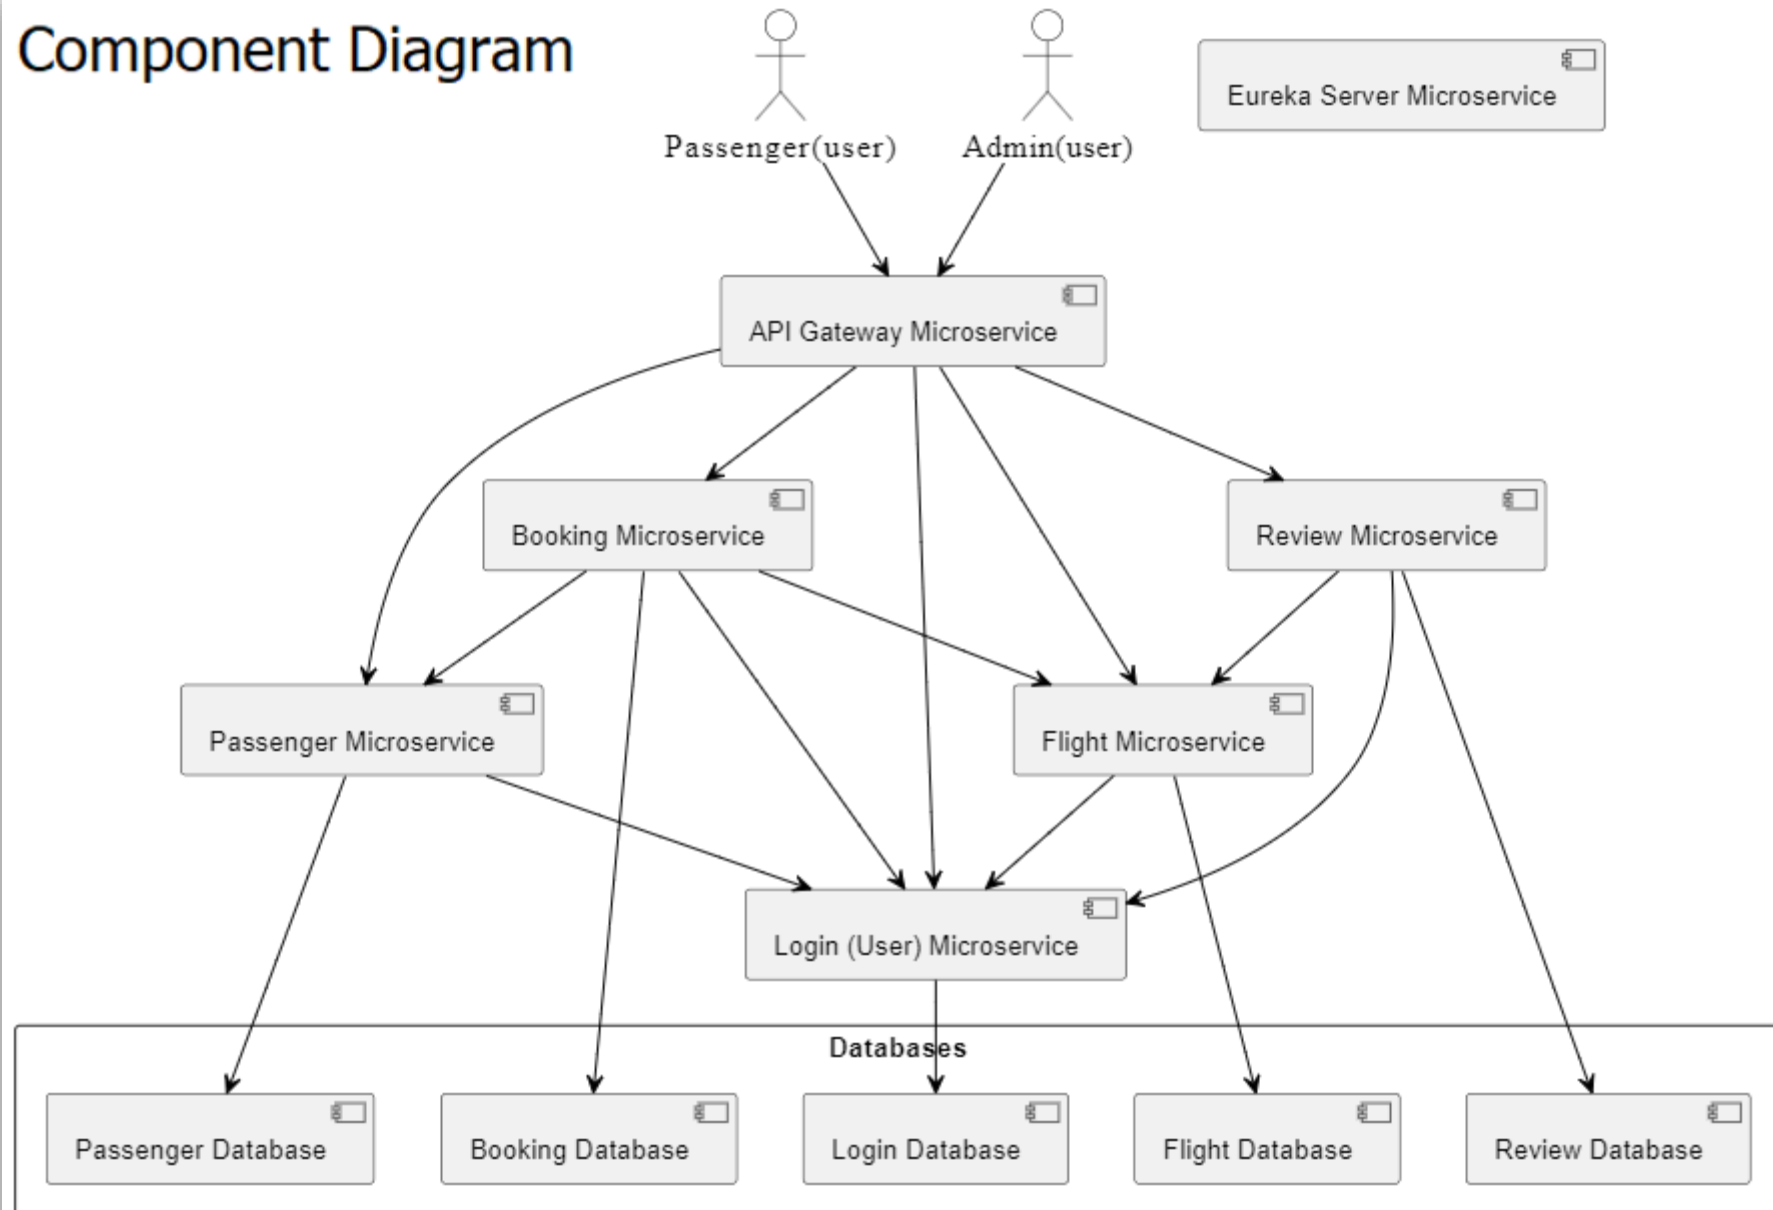 Component Diagram
Passenger(user)
Admin(user)
Eureka Server Microservice
API Gateway Microservice
Booking Microservice
Review Microservice
Passenger Microservice
Flight Microservice
Login (User) Microservice
Databases
Passenger Database
Booking Database
Login Database
Flight Database
Review Database